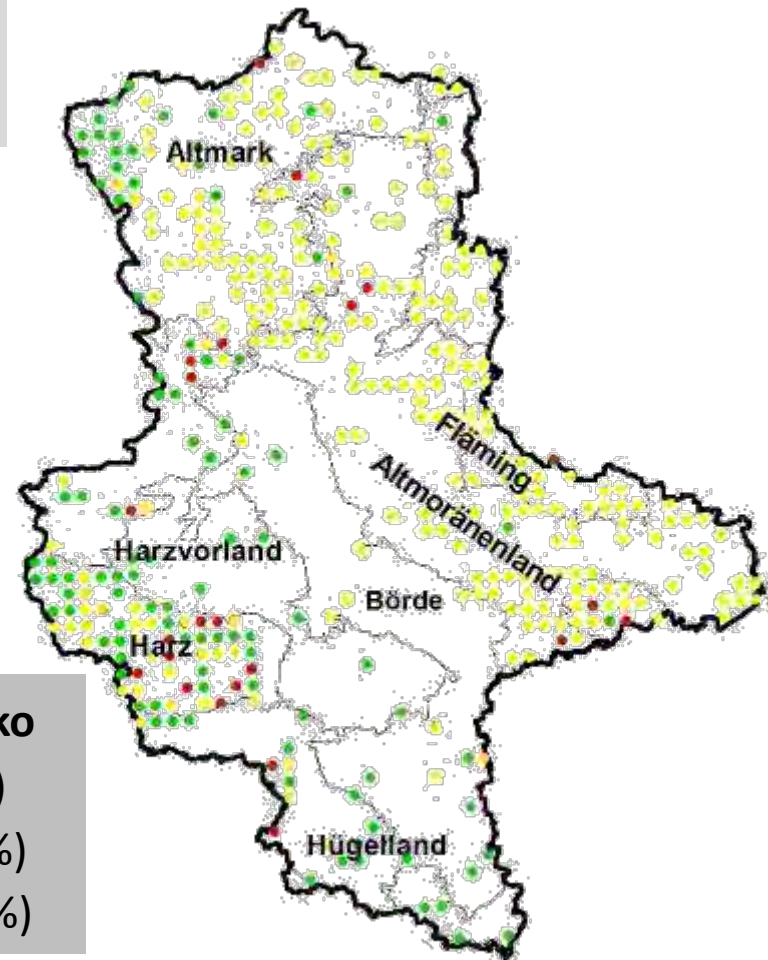 Altmark
Fläming
Altmoränenland
Harzvorland
Börde
Harz
ko
)
%)
%)
Hügelland